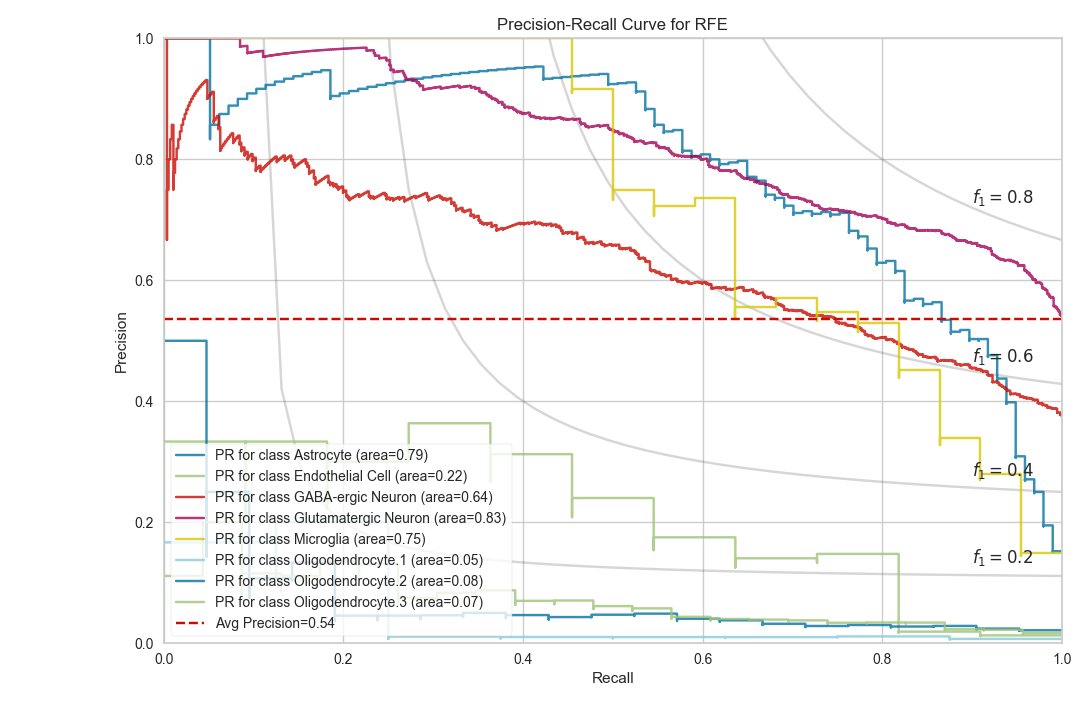 Precision-Recall Curve for RFE
1.0
0.8
0.6
0.4
0.2
0.0
Precision
f1 = 0.8
f1 = 0.6
f1 = 0.4
f1 = 0.2
PR for class Astrocyte (area=0.79)
PR for class Endothelial Cell (area=0.22)
PR for class GABA-ergic Neuron (area=0.64)
PR for class Glutamatergic Neuron (area=0.83)
PR for class Microglia (area=0.75)
PR for class Oligodendrocyte.1 (area=0.05)
PR for class Oligodendrocyte.2 (area=0.08)
PR for class Oligodendrocyte.3 (area=0.07)
Avg Precision=0.54
0.0 0.2 0.4 0.6 0.8 1.0
Recall